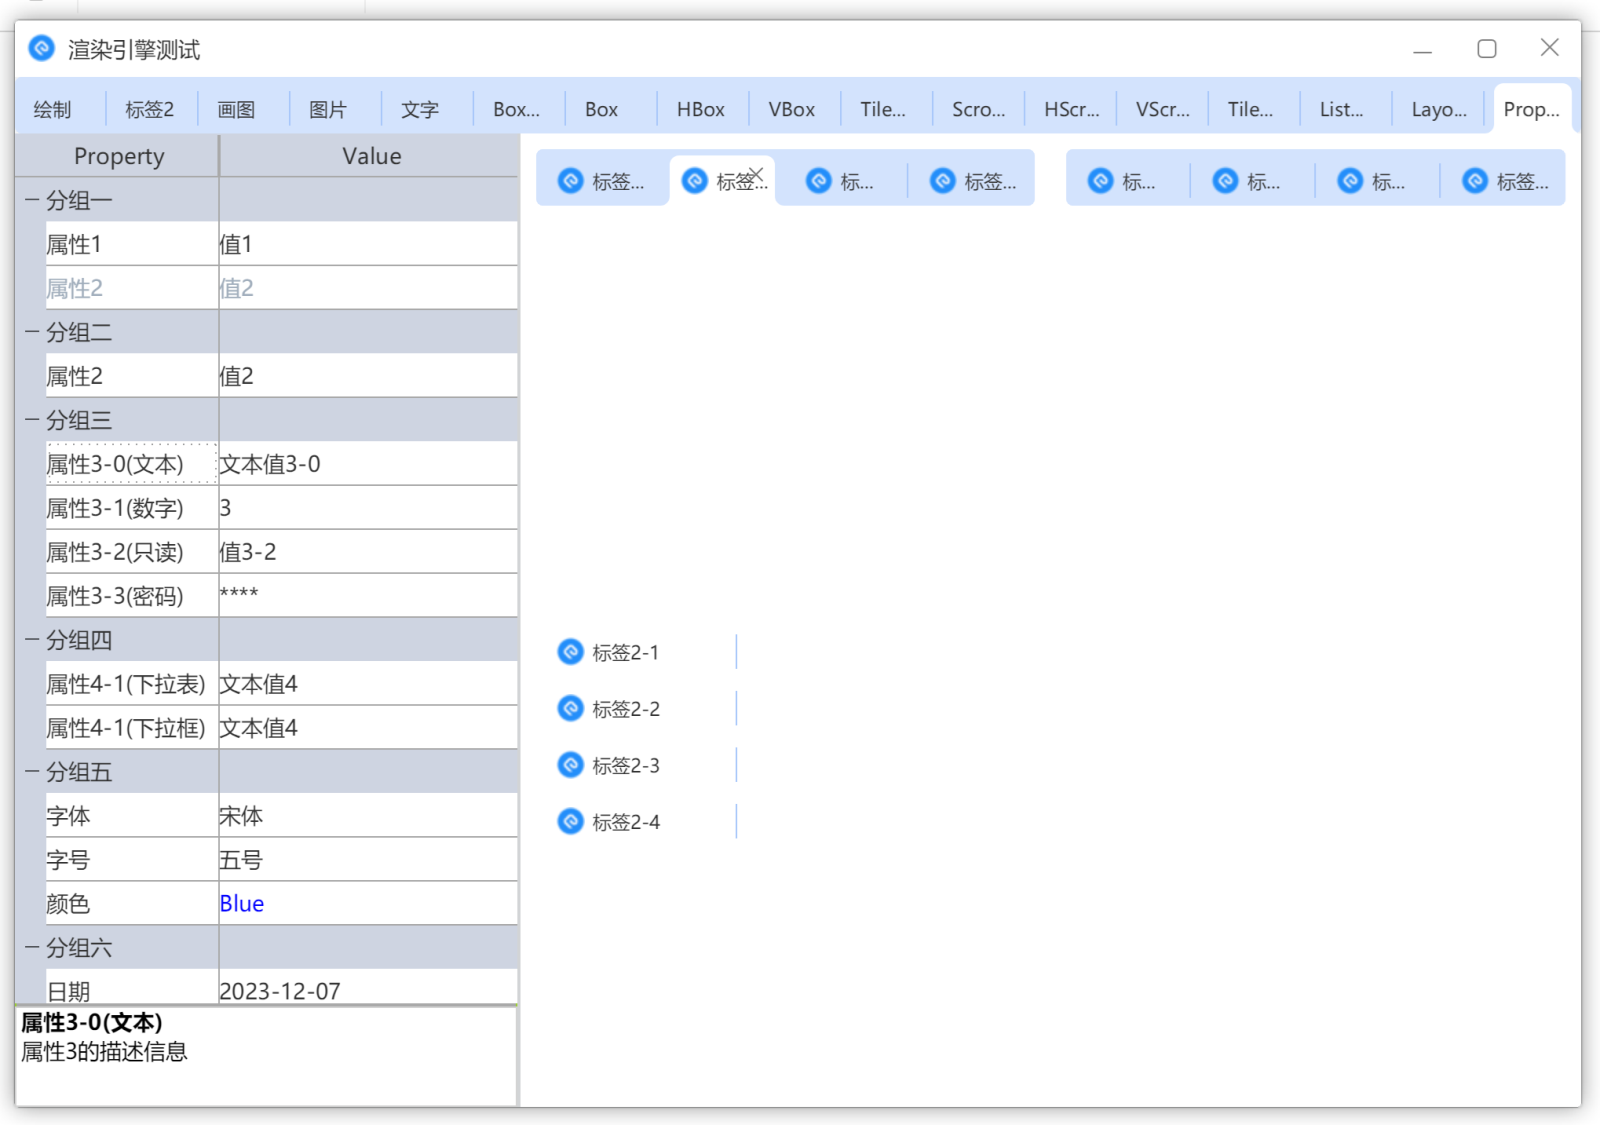 渲染引擎测试
绘制 标签2 画图 图片 文字 Box... Box HBox VBox Tile... Scro... HScr... VScr... Tile... List... Layo... Prop...
Property Value
标签... 标签... 标... 标签... 标... 标... 标... 标签...
分组一
属性1 值1
属性2 值2
分组二
属性2 值2
分组三
属性3-0(文本) 文本值3-0
属性3-1(数字) 3
属性3-2(只读) 值3-2
属性3-3(密码) ****
分组四
属性4-1(下拉表) 文本值4
属性4-1(下拉框) 文本值4
分组五
字体 宋体
字号 五号
颜色 Blue
分组六
日期 2023-12-07
属性3-0(文本)
属性3的描述信息
标签2-1
标签2-2
标签2-3
标签2-4